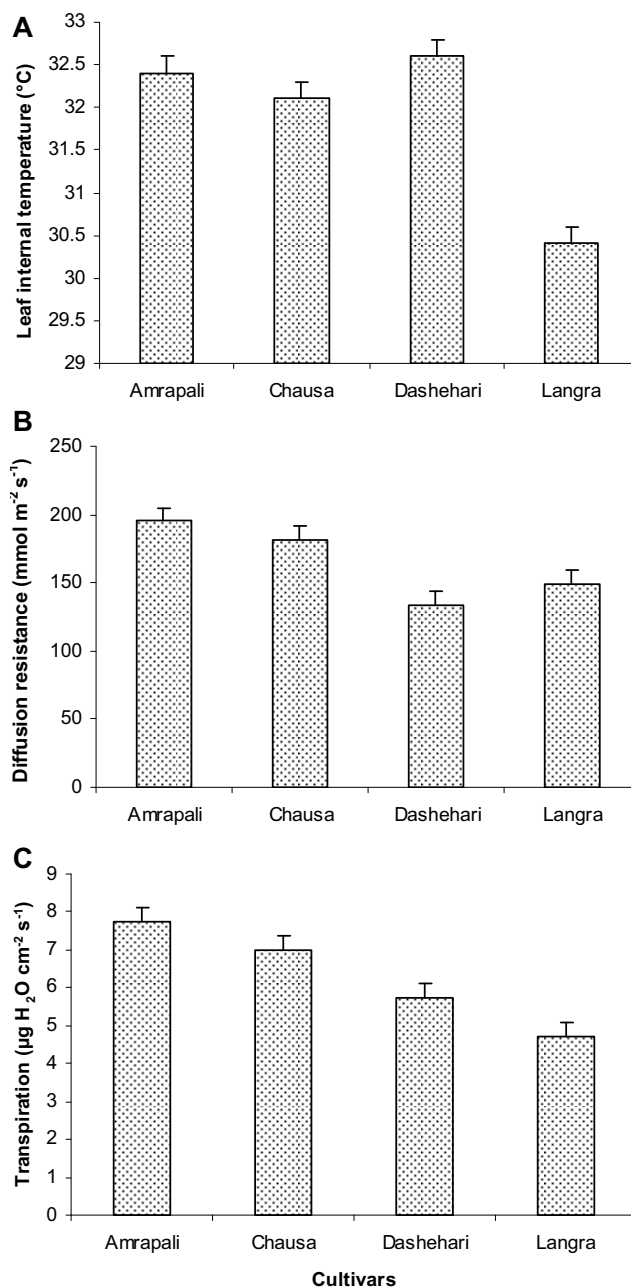 A
Leaf internal temperature (°C)
33
32.5
32
31.5
31
30.5
30
29.5
29
Amrapali Chausa Dashehari Langra
B
Diffusion resistance (mmol m⁻² s⁻¹)
250
200
150
100
50
0
Amrapali Chausa Dashehari Langra
C
Transpiration (µg H₂O cm⁻² s⁻¹)
9
8
7
6
5
4
3
2
1
0
Amrapali Chausa Dashehari Langra
Cultivars